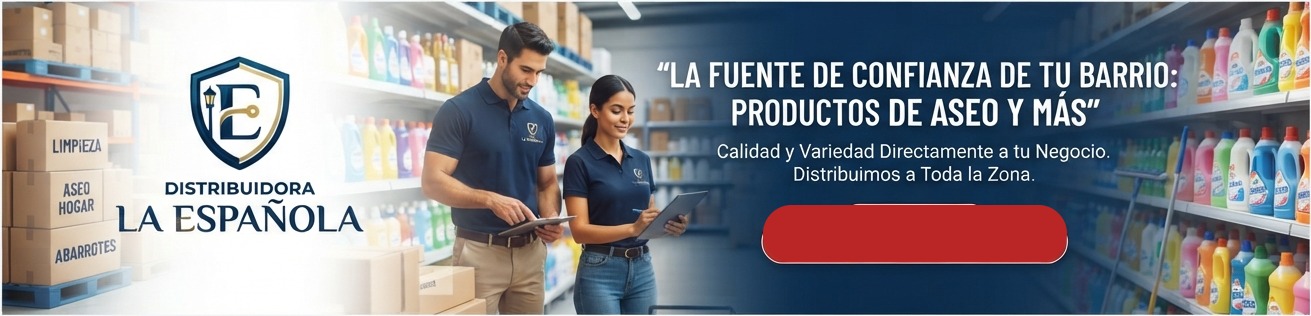 LIMPIEZA
ASEO
HOGAR
ABARROTES
E
DISTRIBUIDORA
LA ESPAÑOLA
“LA FUENTE DE CONFIANZA DE TU BARRIO:
PRODUCTOS DE ASEO Y MÁS”
Calidad y Variedad Directamente a tu Negocio.
Distribuimos a Toda la Zona.